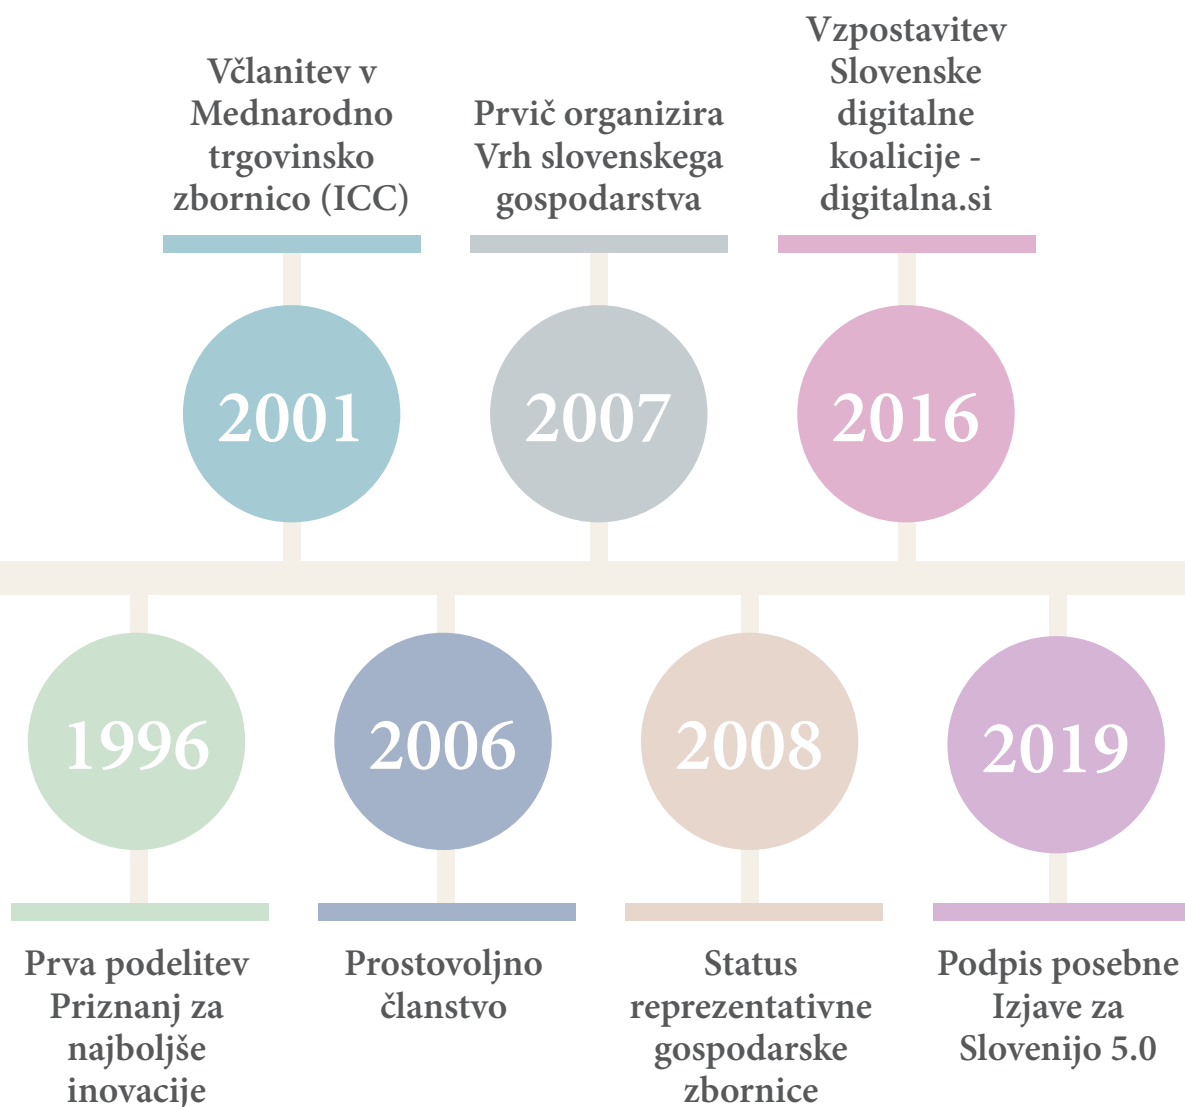 Včlanitev v
Mednarodno
trgovinsko
zbornico (ICC)
2001
Prvič organizira
Vrh slovenskega
gospodarstva
2007
Vzpostavitev
Slovenske
digitalne
koalicije -
digitalna.si
2016
1996
Prva podelitev
Priznanj za
najboljše
inovacije
2006
Prostovoljno
članstvo
2008
Status
reprezentativne
gospodarske
zbornice
2019
Podpis posebne
Izjave za
Slovenijo 5.0